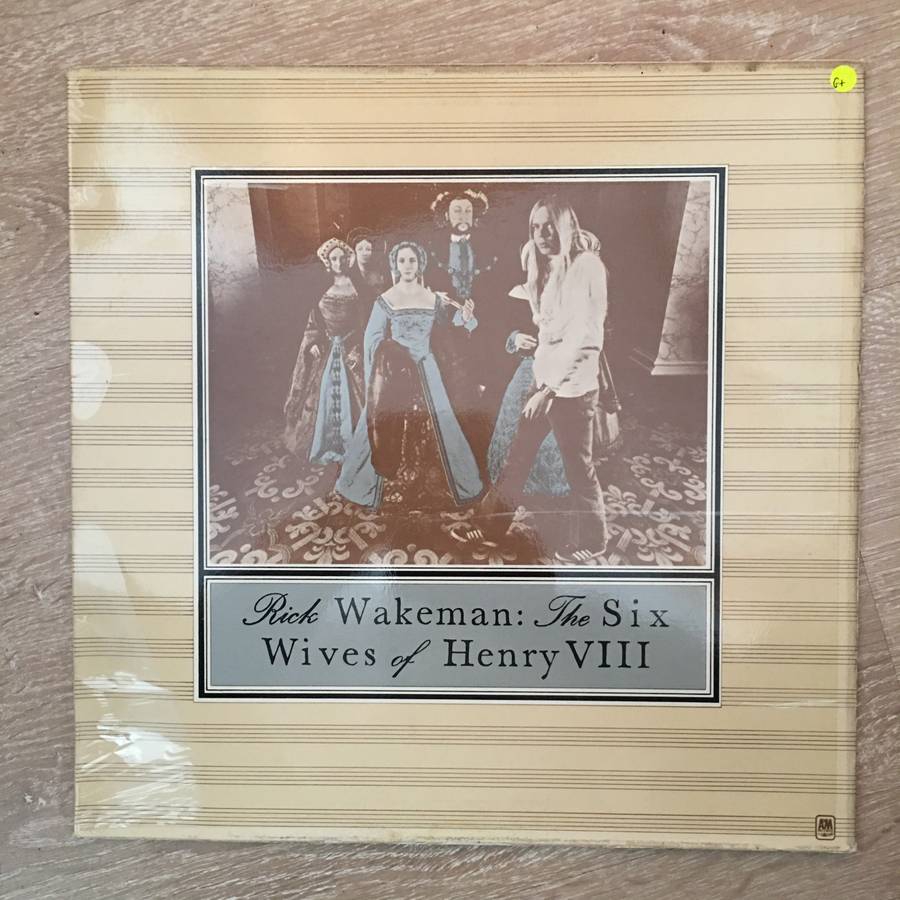 G+
Rick Wakeman: The Six
Wives of Henry VIII
A&M